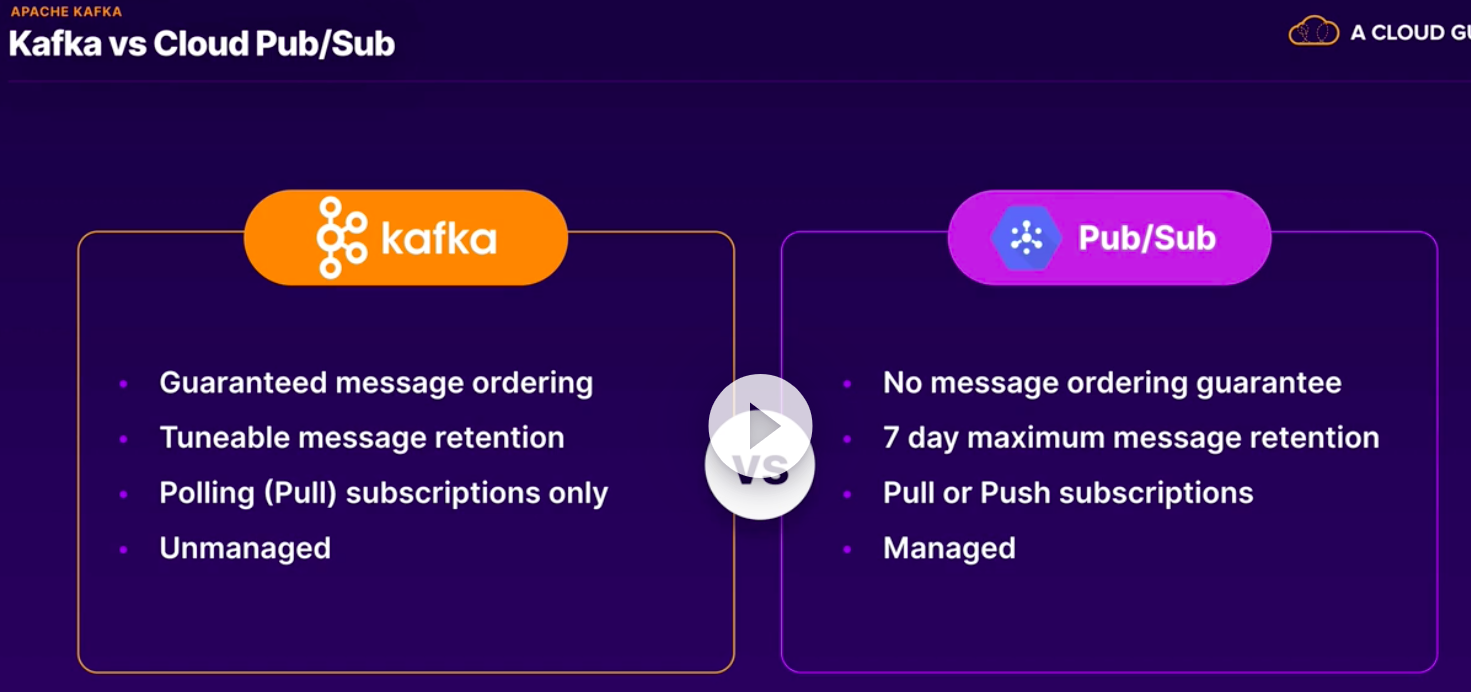 APACHE KAFKA
Kafka vs Cloud Pub/Sub
A CLOUD GU
kafka
Guaranteed message ordering
Tuneable message retention
Polling (Pull) subscriptions only
Unmanaged
vs
Pub/Sub
No message ordering guarantee
7 day maximum message retention
Pull or Push subscriptions
Managed